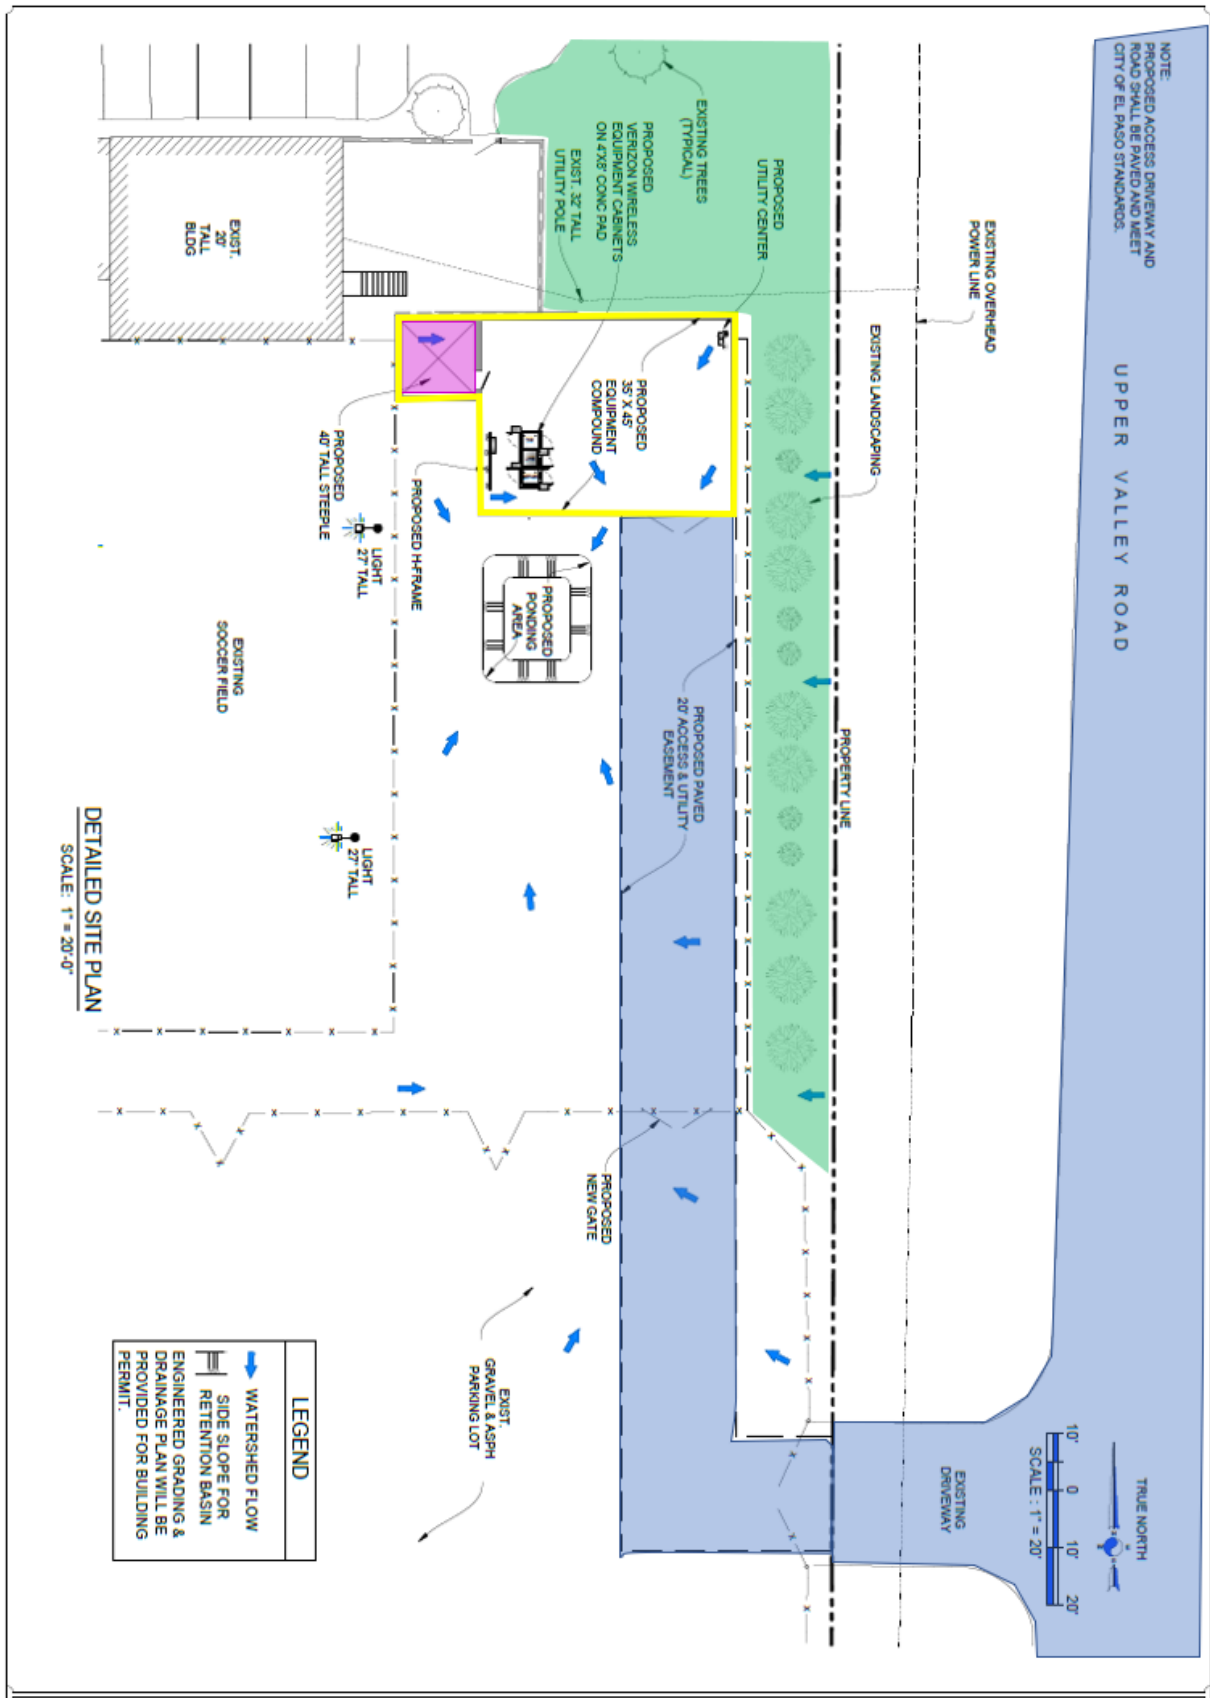 NOTE:
PROPOSED ACCESS DRIVEWAY AND
ROAD SHALL BE PAVED AND MEET
CITY OF EL PASO STANDARDS.
UPPER VALLEY ROAD
EXISTING OVERHEAD
POWER LINE
EXISTING LANDSCAPING
PROPERTY LINE
PROPOSED
UTILITY CENTER
EXISTING TREES
(TYPICAL)
PROPOSED
VERIZON WIRELESS
EQUIPMENT CABINETS
ON 4'X8' CONC PAD
EXIST. 32' TALL
UTILITY POLE
PROPOSED
35' X 45'
EQUIPMENT
COMPOUND
PROPOSED PAVED
20' ACCESS & UTILITY
EASEMENT
PROPOSED
PONDING
AREA
PROPOSED
NEW GATE
PROPOSED H-FRAME
PROPOSED
40' TALL STEEPLE
LIGHT
27' TALL
LIGHT
27' TALL
EXIST.
20'
TALL
BLDG
EXISTING
SOCCER FIELD
EXIST.
GRAVEL & ASPH
PARKING LOT
EXISTING
DRIVEWAY
TRUE NORTH
10' 0 10' 20'
SCALE : 1" = 20'
DETAILED SITE PLAN
SCALE: 1" = 20'-0"
LEGEND
WATERSHED FLOW
SIDE SLOPE FOR
RETENTION BASIN
ENGINEERED GRADING &
DRAINAGE PLAN WILL BE
PROVIDED FOR BUILDING
PERMIT.